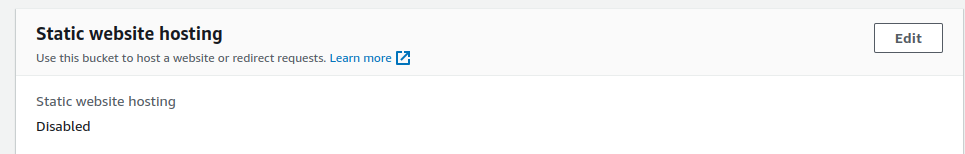 Static website hosting
Edit
Use this bucket to host a website or redirect requests. Learn more
Static website hosting
Disabled